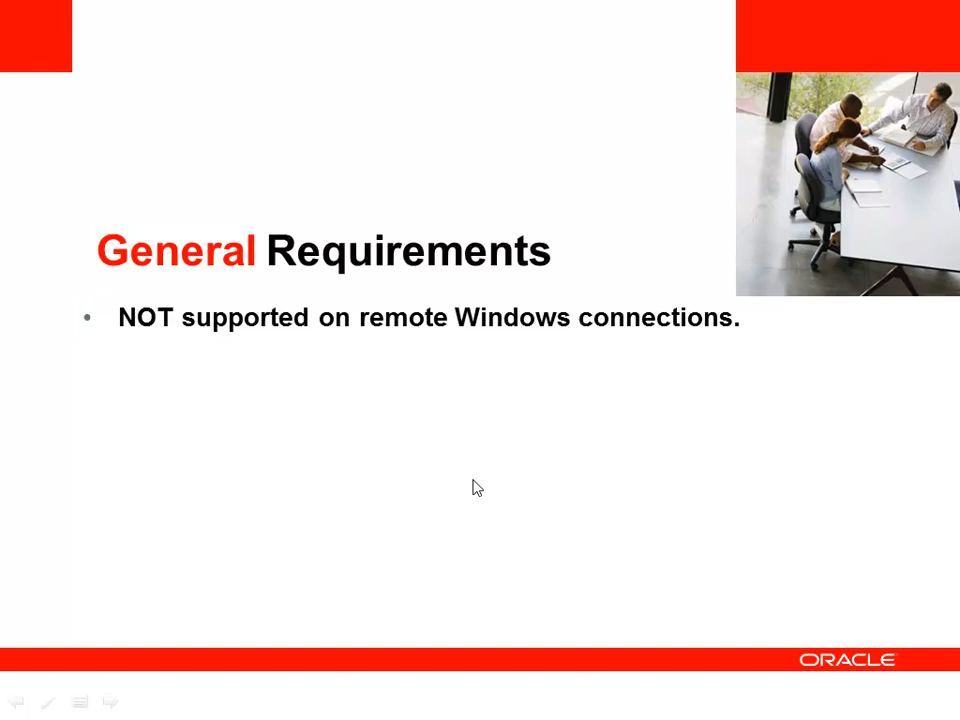 General Requirements
• NOT supported on remote Windows connections.
ORACLE